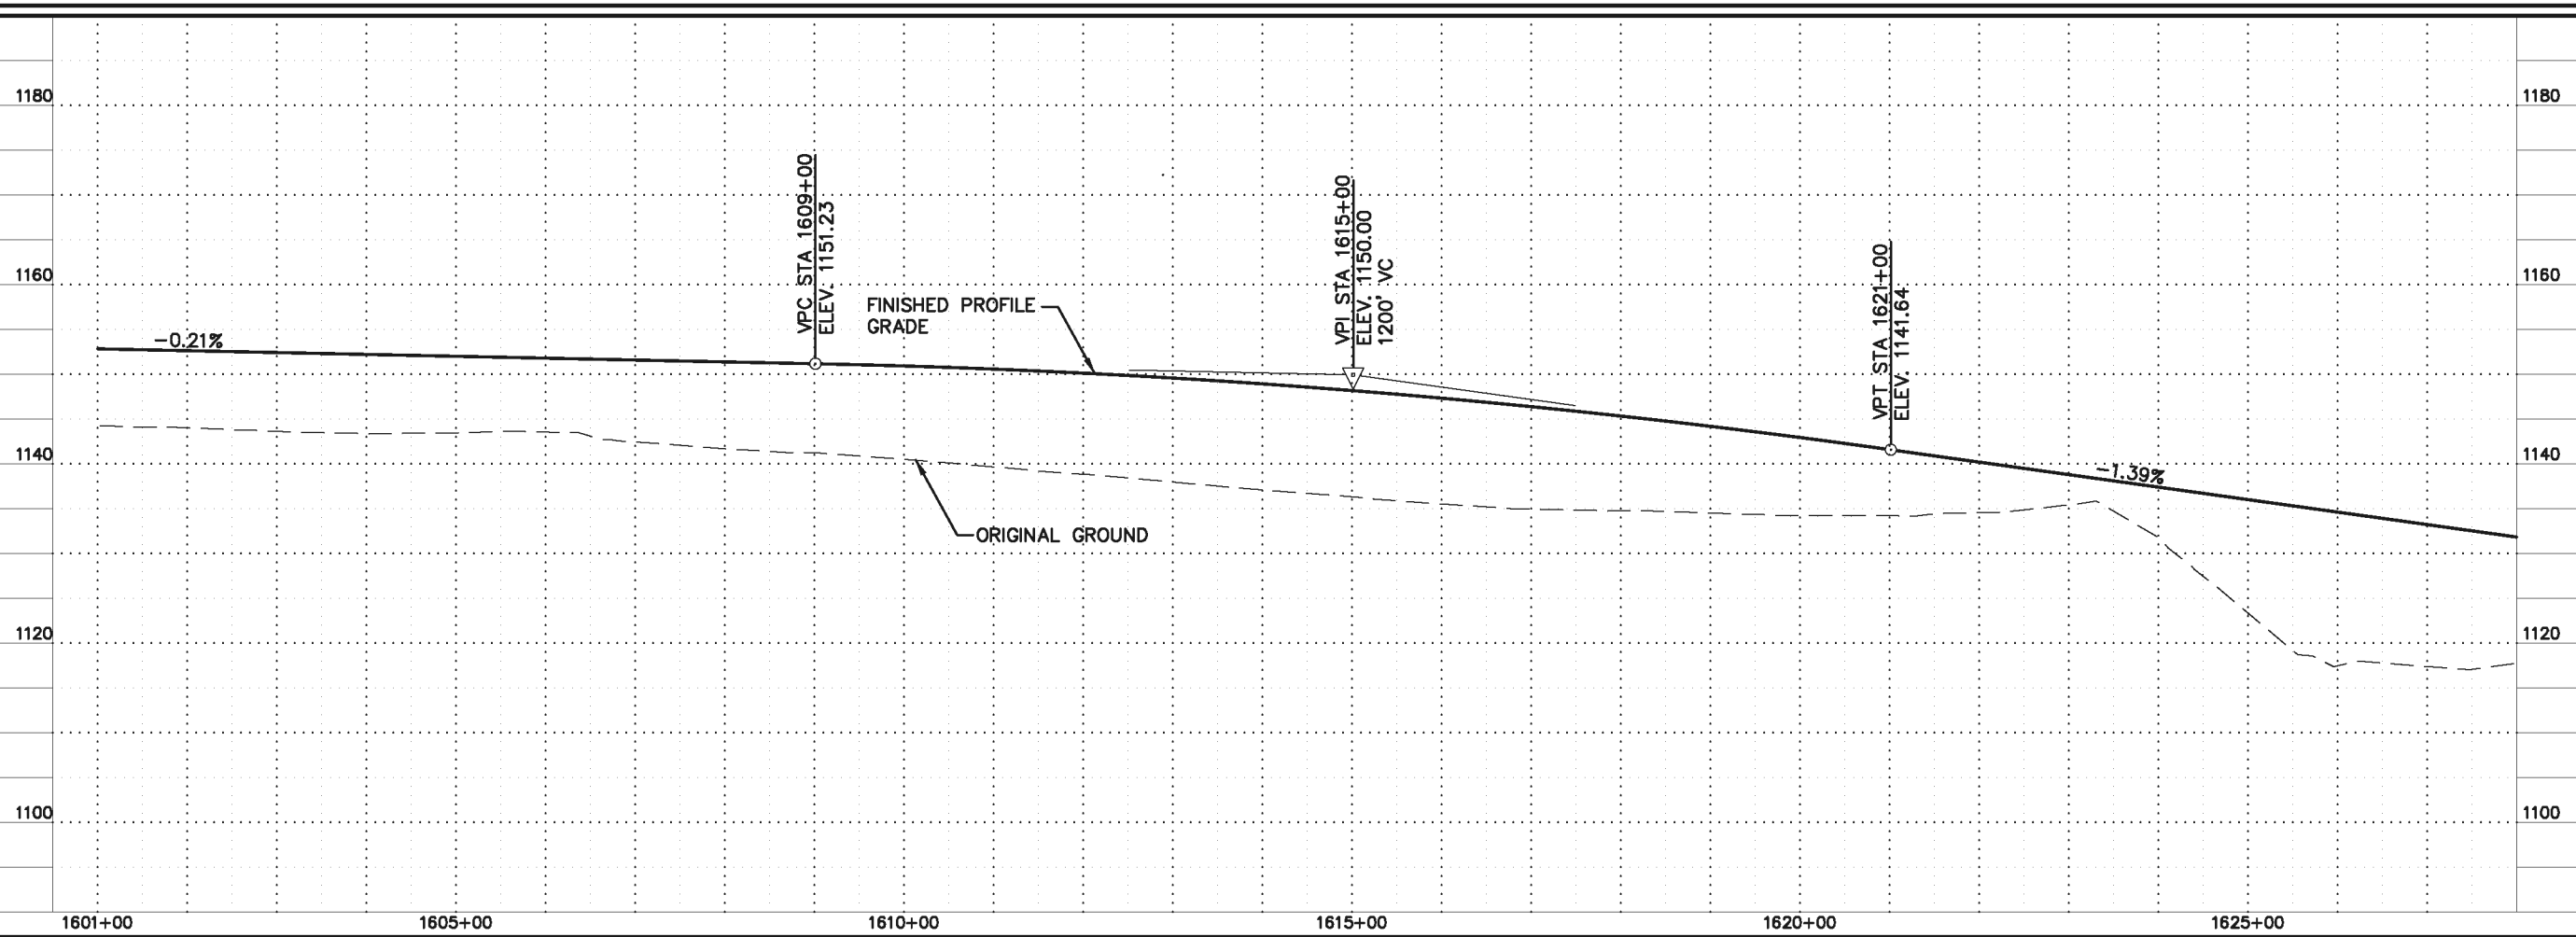 1180
1180
VPC STA 1609+00
ELEV. 1151.23
VPI STA 1615+00
ELEV. 1150.00
1200' VC
VPT STA 1621+00
ELEV. 1141.64
1160
1160
FINISHED PROFILE
GRADE
-0.21%
1140
1140
-1.39%
ORIGINAL GROUND
1120
1120
1100
1100
1601+00
1605+00
1610+00
1615+00
1620+00
1625+00